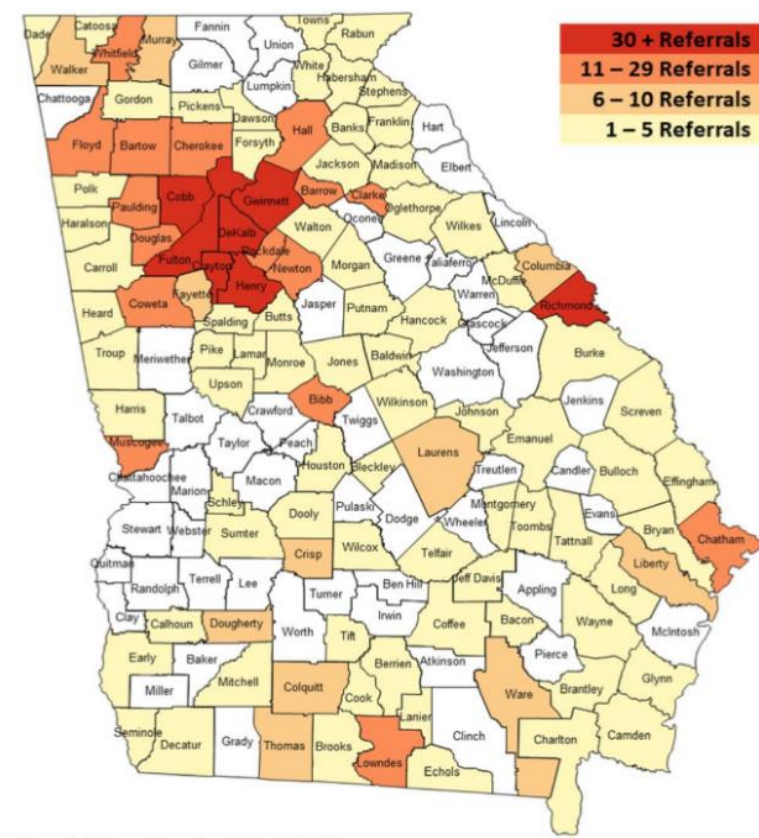 30 + Referrals
11 – 29 Referrals
6 – 10 Referrals
1 – 5 Referrals
Dade
Catoosa
Whitfield
Murray
Fannin
Towns
Rabun
Union
Walker
Gilmer
White
Habersham
Stephens
Lumpkin
Chattooga
Gordon
Pickens
Dawson
Hall
Banks
Franklin
Hart
Floyd
Bartow
Cherokee
Forsyth
Jackson
Madison
Elbert
Polk
Cobb
Gwinnett
Barrow
Clarke
Paulding
Oglethorpe
Haralson
DeKalb
Walton
Wilkes
Lincoln
Douglas
Fulton
Clayton
Rockdale
Newton
Morgan
Greene
Taliaferro
Columbia
Carroll
Henry
McDuffie
Coweta
Fayette
Jasper
Putnam
Warren
Richmond
Heard
Spalding
Butts
Hancock
Troup
Meriwether
Pike
Lamar
Monroe
Jones
Baldwin
Jefferson
Burke
Washington
Upson
Bibb
Wilkinson
Jenkins
Screven
Harris
Talbot
Crawford
Twiggs
Johnson
Muscogee
Taylor
Peach
Laurens
Emanuel
Chattahoochee
Marion
Macon
Houston
Bleckley
Treutlen
Candler
Bulloch
Effingham
Schley
Dooly
Pulaski
Dodge
Wheeler
Montgomery
Toombs
Evans
Stewart
Webster
Sumter
Crisp
Wilcox
Telfair
Tattnall
Bryan
Chatham
Quitman
Randolph
Terrell
Lee
Turner
Ben Hill
Jeff Davis
Appling
Long
Liberty
Clay
Calhoun
Dougherty
Worth
Tift
Irwin
Coffee
Bacon
Wayne
McIntosh
Early
Baker
Mitchell
Colquitt
Berrien
Atkinson
Pierce
Glynn
Miller
Cook
Ware
Brantley
Seminole
Decatur
Grady
Thomas
Brooks
Lanier
Clinch
Charlton
Camden
Lowndes
Echols